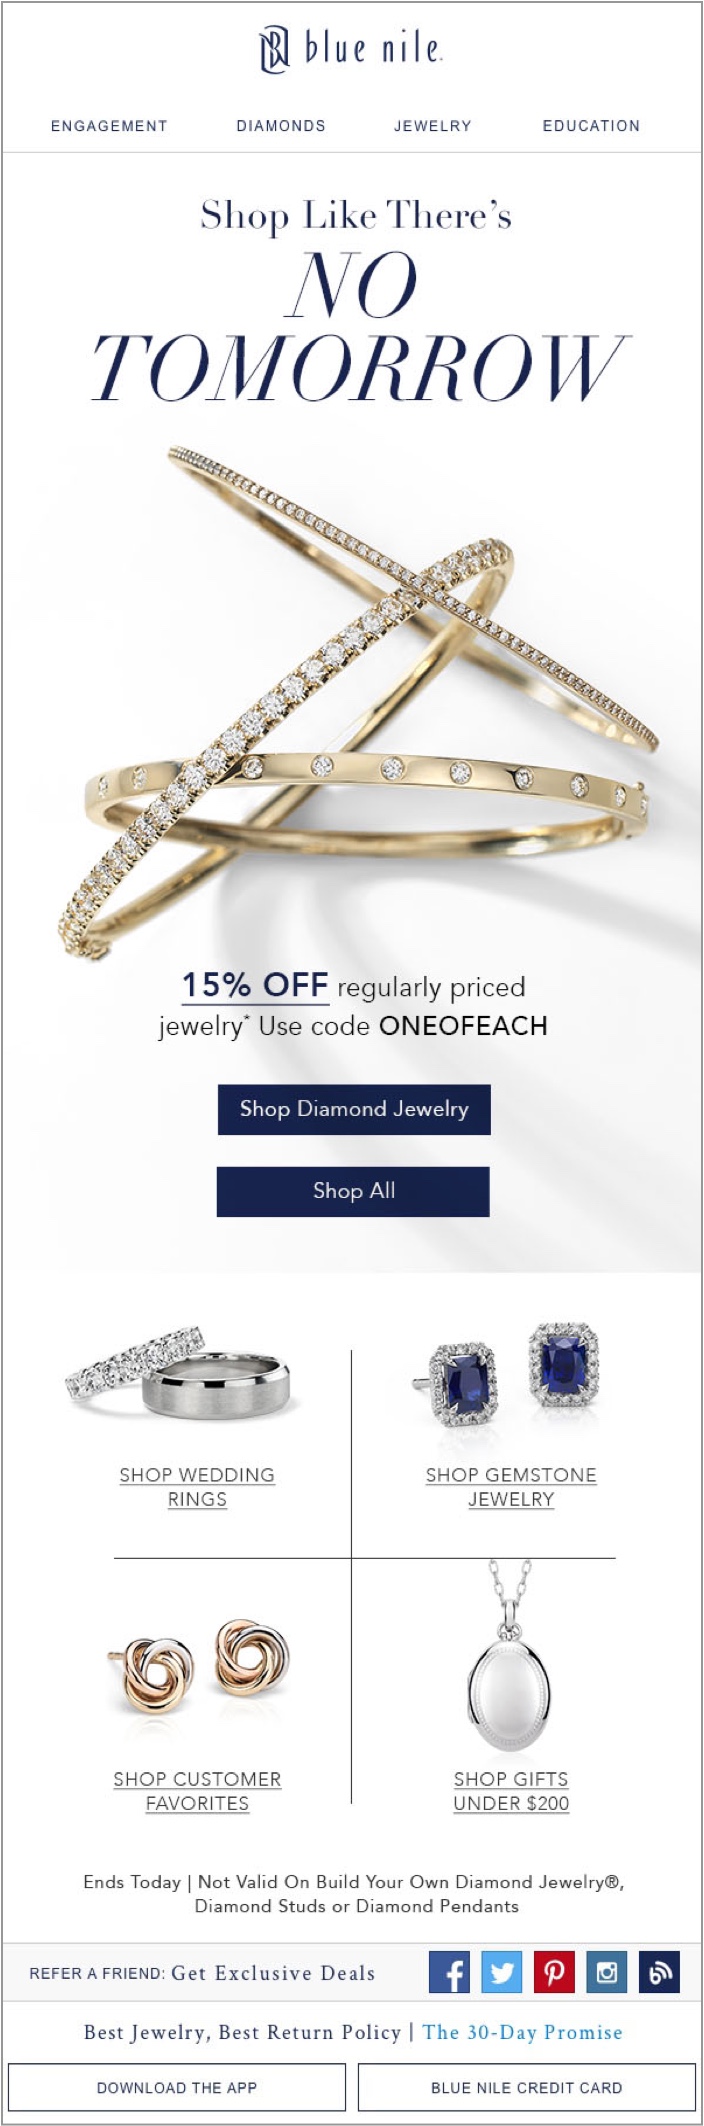 blue nile.
ENGAGEMENT DIAMONDS JEWELRY EDUCATION
Shop Like There's
NO
TOMORROW
15% OFF regularly priced
jewelry* Use code ONEOFEACH
Shop Diamond Jewelry
Shop All
SHOP WEDDING
RINGS
SHOP GEMSTONE
JEWELRY
SHOP CUSTOMER
FAVORITES
SHOP GIFTS
UNDER $200
Ends Today | Not Valid On Build Your Own Diamond Jewelry®,
Diamond Studs or Diamond Pendants
REFER A FRIEND: Get Exclusive Deals
Best Jewelry, Best Return Policy | The 30-Day Promise
DOWNLOAD THE APP
BLUE NILE CREDIT CARD